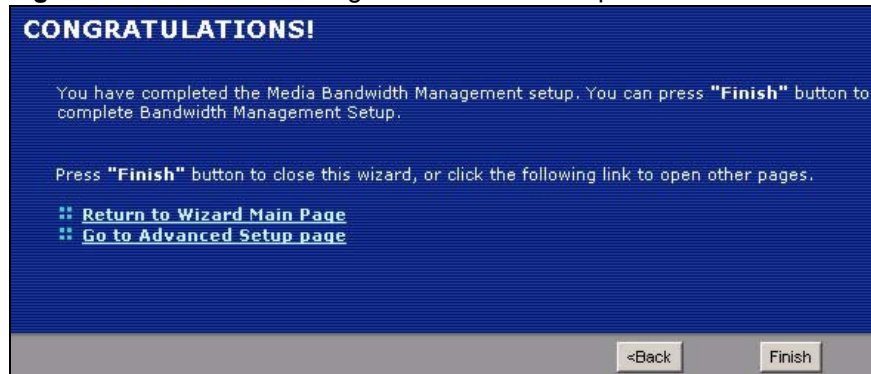 CONGRATULATIONS!
You have completed the Media Bandwidth Management setup. You can press "Finish" button to
complete Bandwidth Management Setup.
Press "Finish" button to close this wizard, or click the following link to open other pages.
Return to Wizard Main Page
Go to Advanced Setup page
<Back
Finish